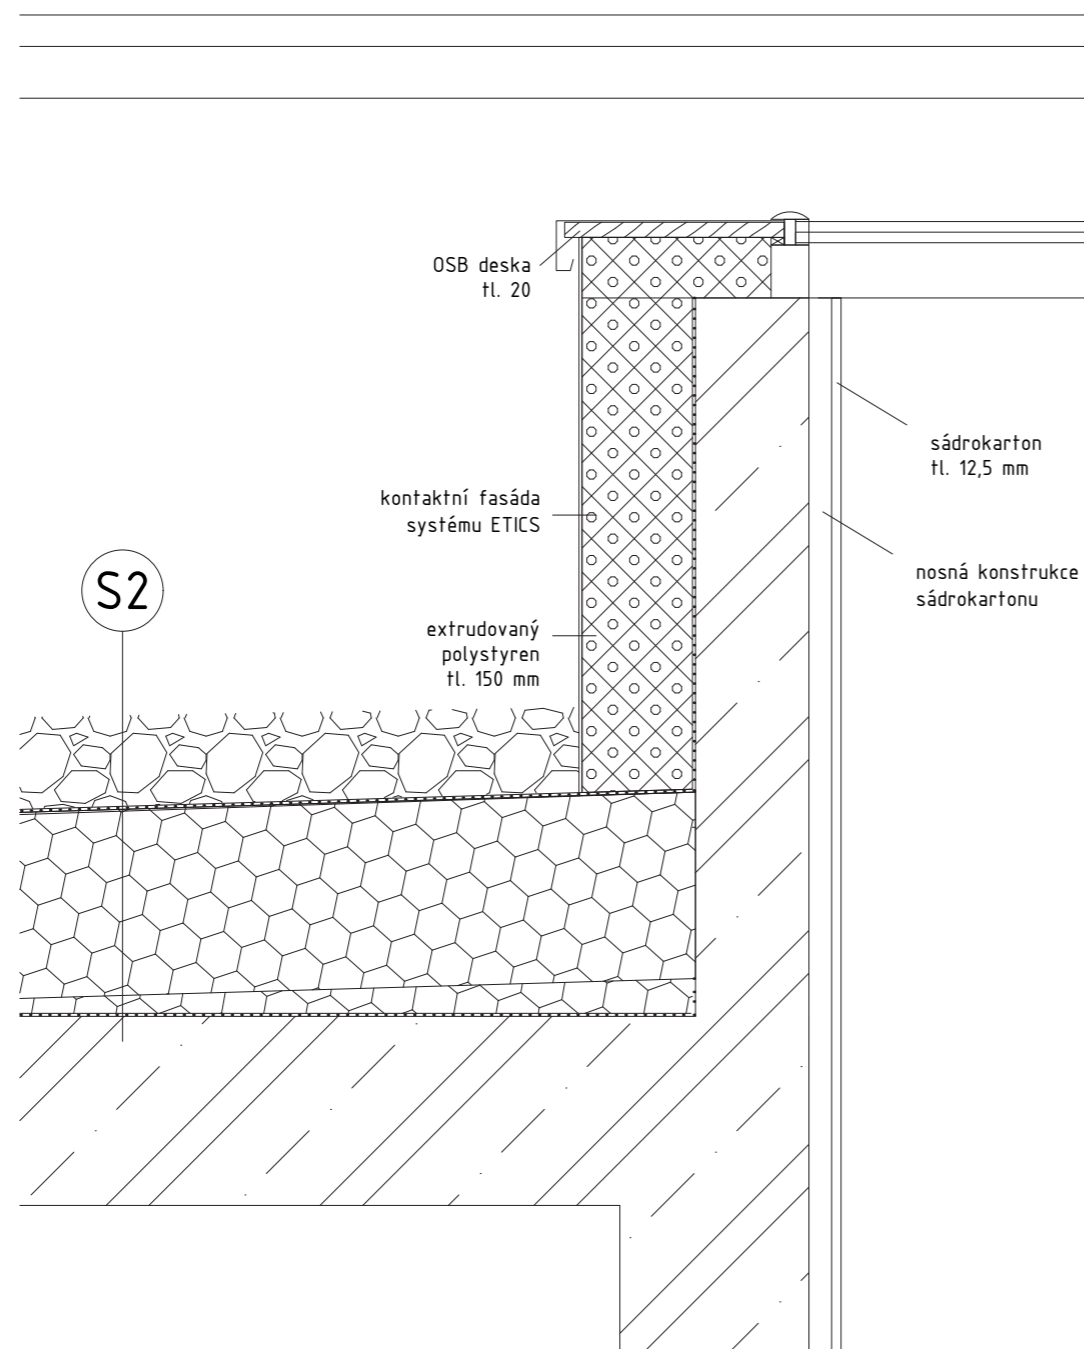 OSB deska
tl. 20
sádrokarton
tl. 12,5 mm
kontaktní fasáda
systému ETICS
S2
nosná konstrukce
sádrokartonu
extrudovaný
polystyren
tl. 150 mm